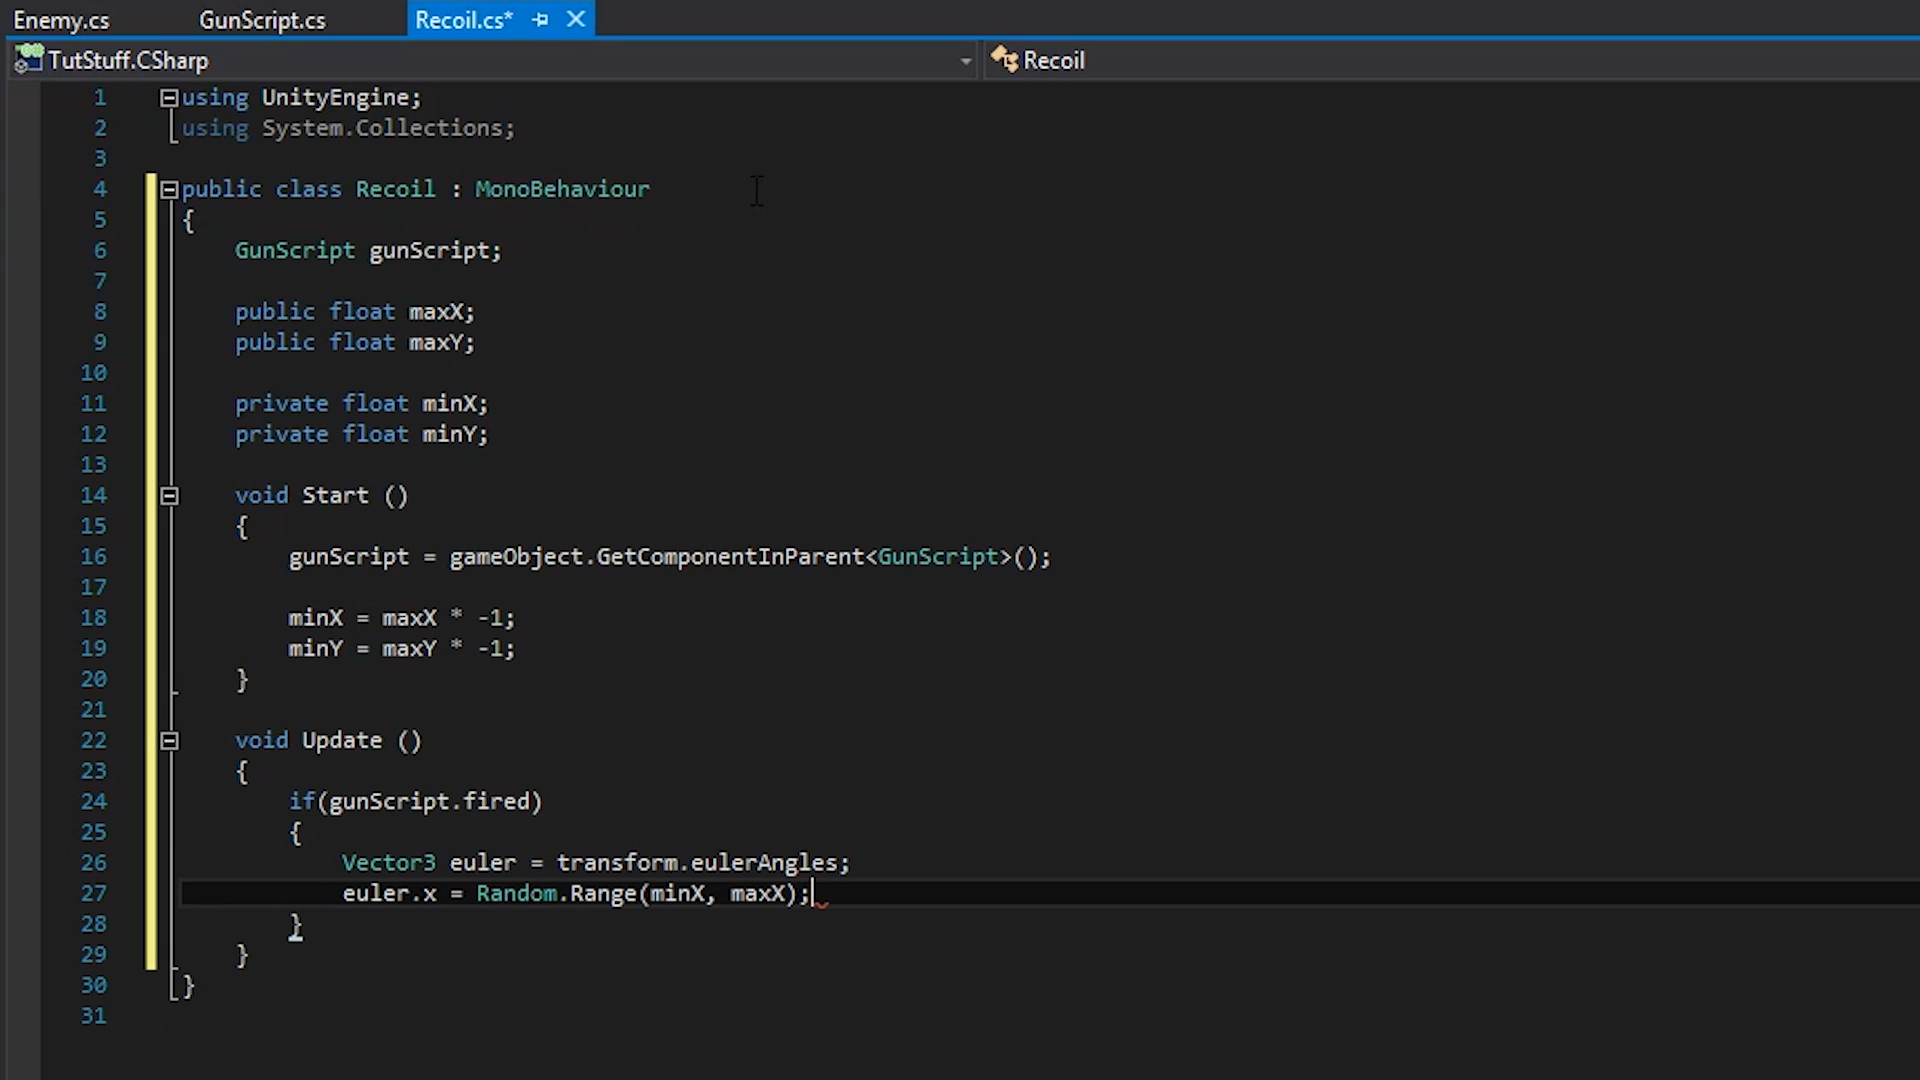 Enemy.cs GunScript.cs Recoil.cs*
TutStuff.CSharp Recoil
1 using UnityEngine;
2 using System.Collections;
3
4 public class Recoil : MonoBehaviour
5 {
6 GunScript gunScript;
7
8 public float maxX;
9 public float maxY;
10
11 private float minX;
12 private float minY;
13
14 void Start ()
15 {
16 gunScript = gameObject.GetComponentInParent<GunScript>();
17
18 minX = maxX * -1;
19 minY = maxY * -1;
20 }
21
22 void Update ()
23 {
24 if(gunScript.fired)
25 {
26 Vector3 euler = transform.eulerAngles;
27 euler.x = Random.Range(minX, maxX);
28 }
29 }
30 }
31